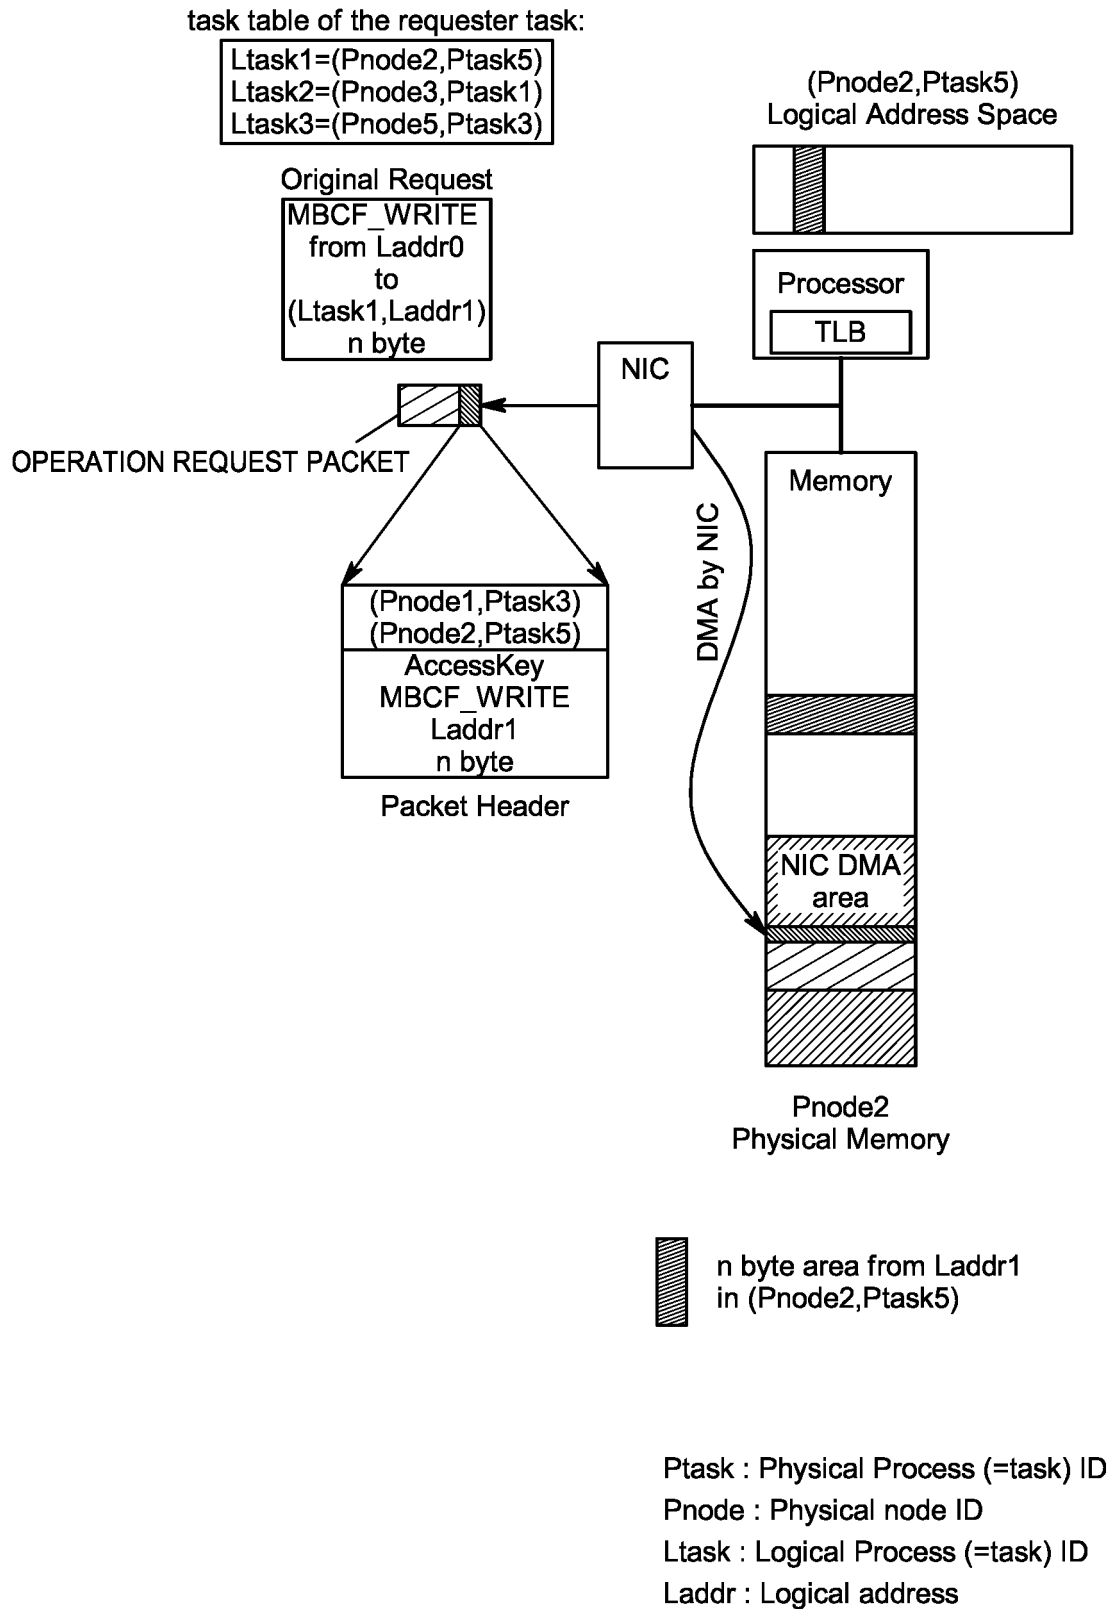 task table of the requester task:
Ltask1=(Pnode2,Ptask5)
Ltask2=(Pnode3,Ptask1)
Ltask3=(Pnode5,Ptask3)
(Pnode2,Ptask5)
Logical Address Space
Original Request
MBCF_WRITE
from Laddr0
to
(Ltask1,Laddr1)
n byte
Processor
TLB
NIC
OPERATION REQUEST PACKET
Memory
DMA by NIC
(Pnode1,Ptask3)
(Pnode2,Ptask5)
AccessKey
MBCF_WRITE
Laddr1
n byte
Packet Header
NIC DMA
area
Pnode2
Physical Memory
n byte area from Laddr1
in (Pnode2,Ptask5)
Ptask : Physical Process (=task) ID
Pnode : Physical node ID
Ltask : Logical Process (=task) ID
Laddr : Logical address